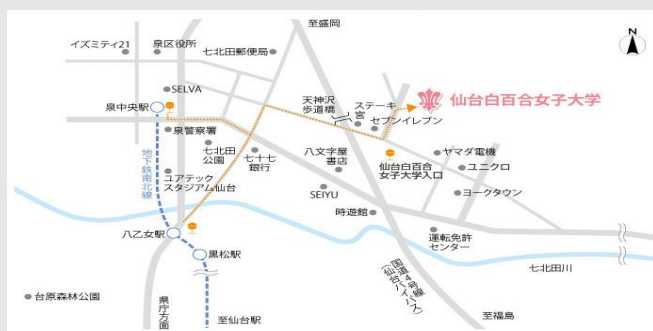 至盛岡
N
イズミティ21
泉区役所
七北田郵便局
SELVA
泉中央駅
天神沢
歩道橋
ステーキ
宮
セブンイレブン
仙台白百合女子大学
泉警察署
七北田
公園
七十七
銀行
八文字屋
書店
仙台白百合
女子大学入口
ヤマダ電機
ユニクロ
ヨークタウン
地下鉄南北線
ユアテック
スタジアム仙台
SEIYU
時遊館
八乙女駅
黒松駅
運転免許
センター
国道4号線
(仙台バイパス)
七北田川
台原森林公園
県庁方面
至仙台駅
至福島